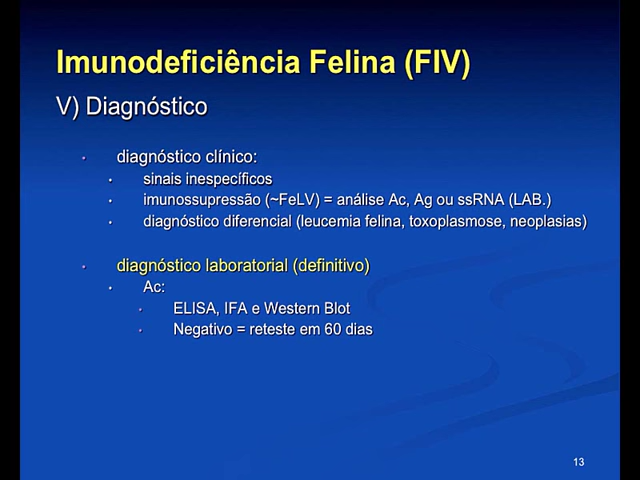 Imunodeficiência Felina (FIV)
V) Diagnóstico
diagnóstico clínico:
sinais inespecíficos
imunossupressão (~FeLV) = análise Ac, Ag ou ssRNA (LAB.)
diagnóstico diferencial (leucemia felina, toxoplasmose, neoplasias)
diagnóstico laboratorial (definitivo)
Ac:
ELISA, IFA e Western Blot
Negativo = reteste em 60 dias
13